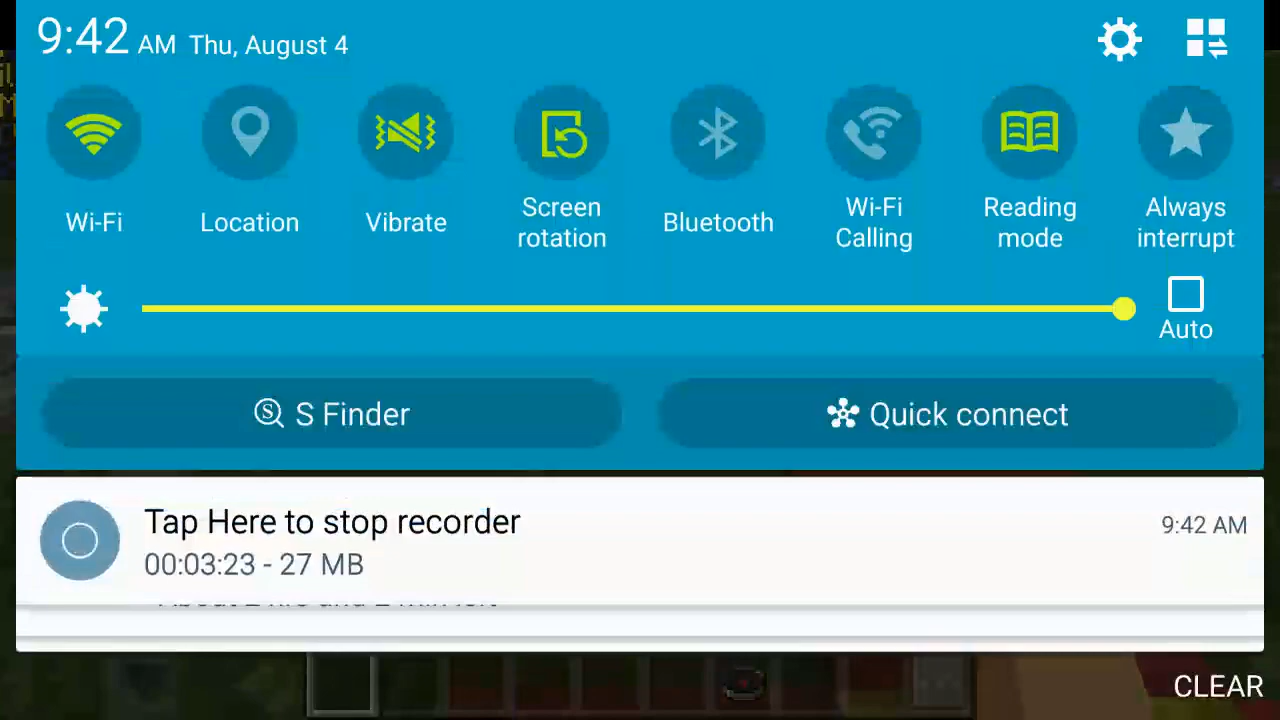 9:42 AM Thu, August 4
Wi-Fi
Location
Vibrate
Screen
rotation
Bluetooth
Wi-Fi
Calling
Reading
mode
Always
interrupt
Auto
S Finder
Quick connect
Tap Here to stop recorder
9:42 AM
00:03:23 - 27 MB
CLEAR